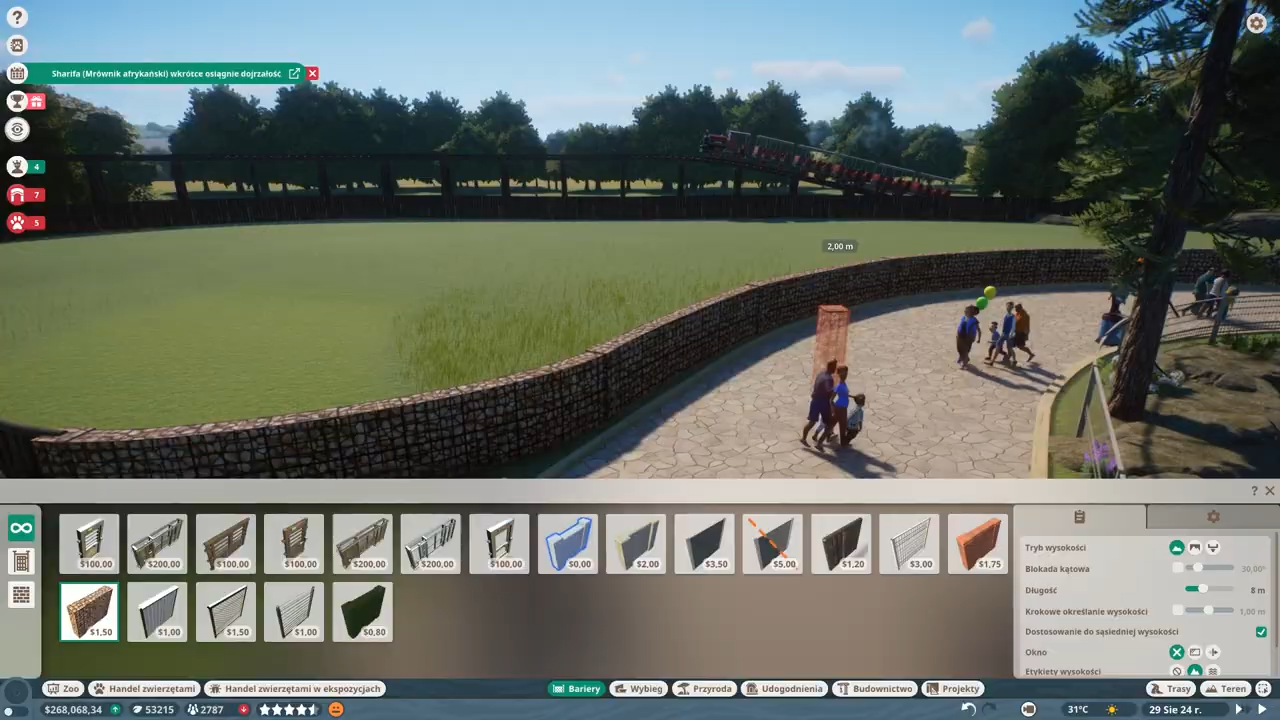 ?
Sharifa (Mrównik afrykański) wkrótce osiągnie dojrzałość
4
7
5
2,00 m
?
$100,00 $200,00 $100,00 $100,00 $200,00 $200,00 $100,00 $0,00 $2,00 $3,50 $5,00 $1,20 $3,00 $1,75
$1,50 $1,00 $1,50 $1,00 $0,80
Tryb wysokości
Blokada kątowa 30,00°
Długość 8 m
Krokowe określanie wysokości 1,00 m
Dostosowanie do sąsiedniej wysokości
Okno
Etykiety wysokości
Zoo Handel zwierzętami Handel zwierzętami w ekspozycjach Bariery Wybieg Przyroda Udogodnienia Budownictwo Projekty Trasy Teren
$268,068,34 53215 2787 31°C 29 Sie 24 r.